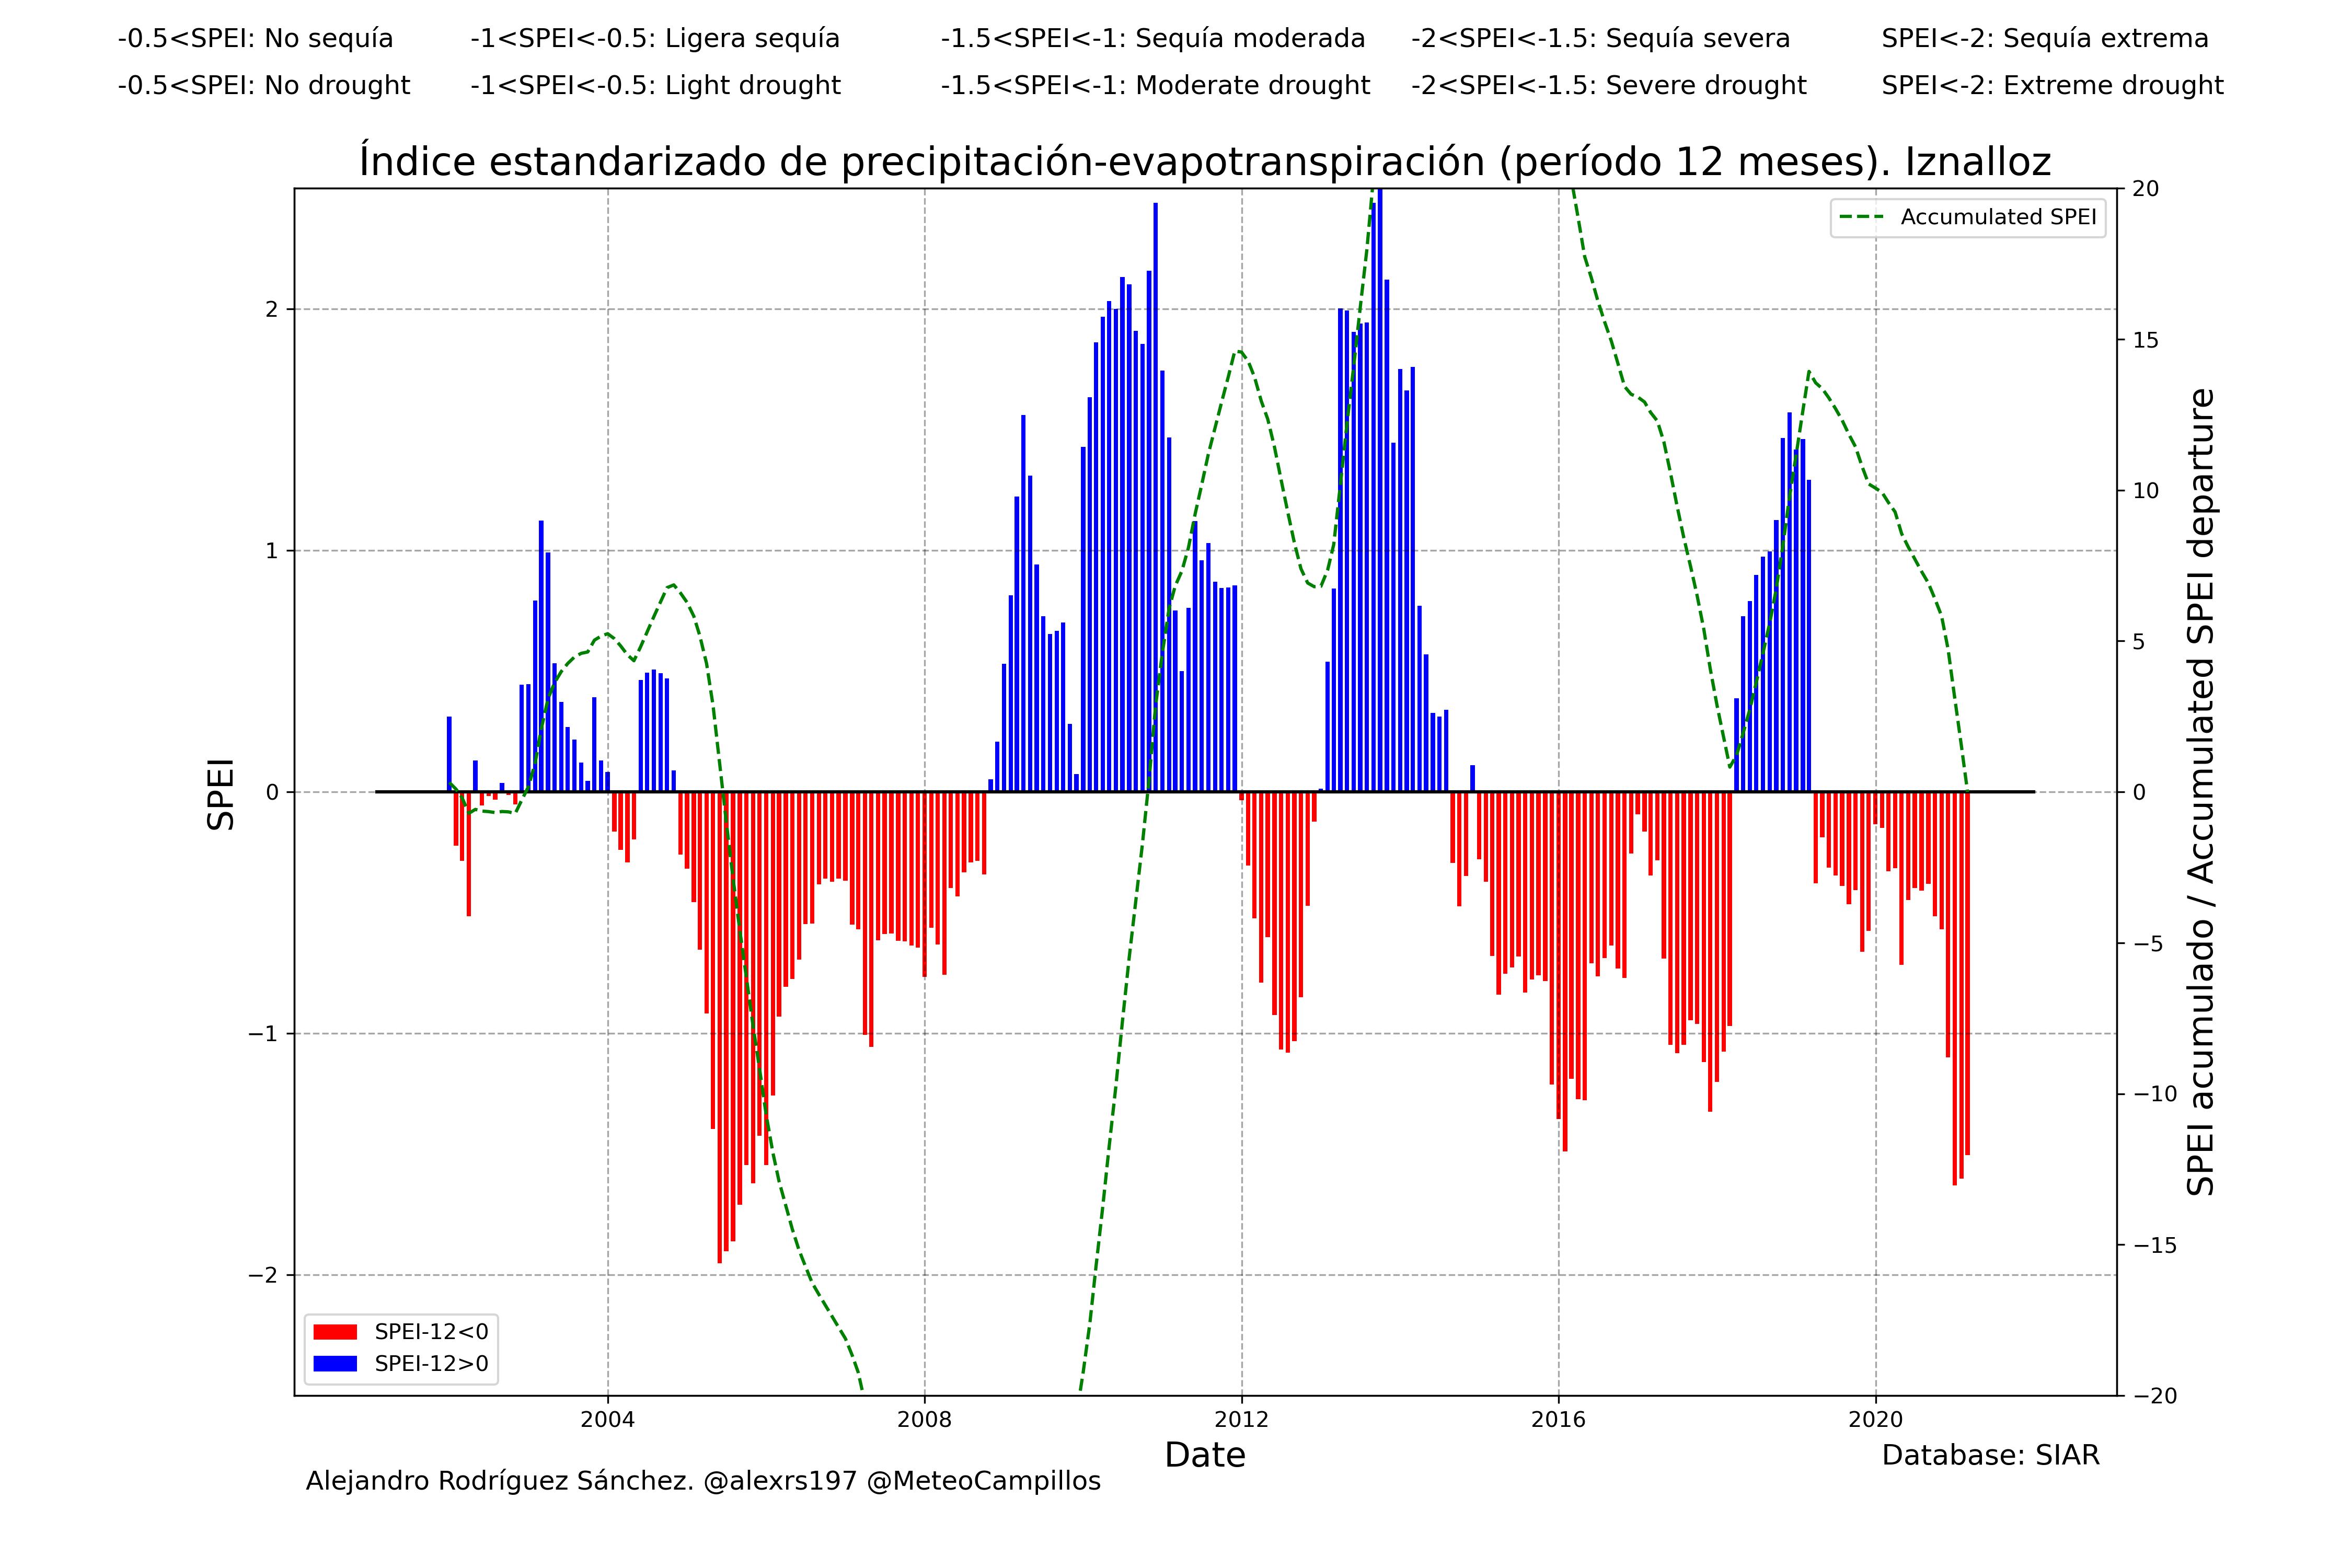 -0.5<SPEI: No sequía -1<SPEI<-0.5: Ligera sequía -1.5<SPEI<-1: Sequía moderada -2<SPEI<-1.5: Sequía severa SPEI<-2: Sequía extrema
-0.5<SPEI: No drought -1<SPEI<-0.5: Light drought -1.5<SPEI<-1: Moderate drought -2<SPEI<-1.5: Severe drought SPEI<-2: Extreme drought
Índice estandarizado de precipitación-evapotranspiración (período 12 meses). Iznalloz
Accumulated SPEI
SPEI
2
1
0
−1
−2
20
15
10
5
0
−5
−10
−15
−20
SPEI acumulado / Accumulated SPEI departure
SPEI-12<0
SPEI-12>0
2004 2008 2012 2016 2020
Date
Database: SIAR
Alejandro Rodríguez Sánchez. @alexrs197 @MeteoCampillos